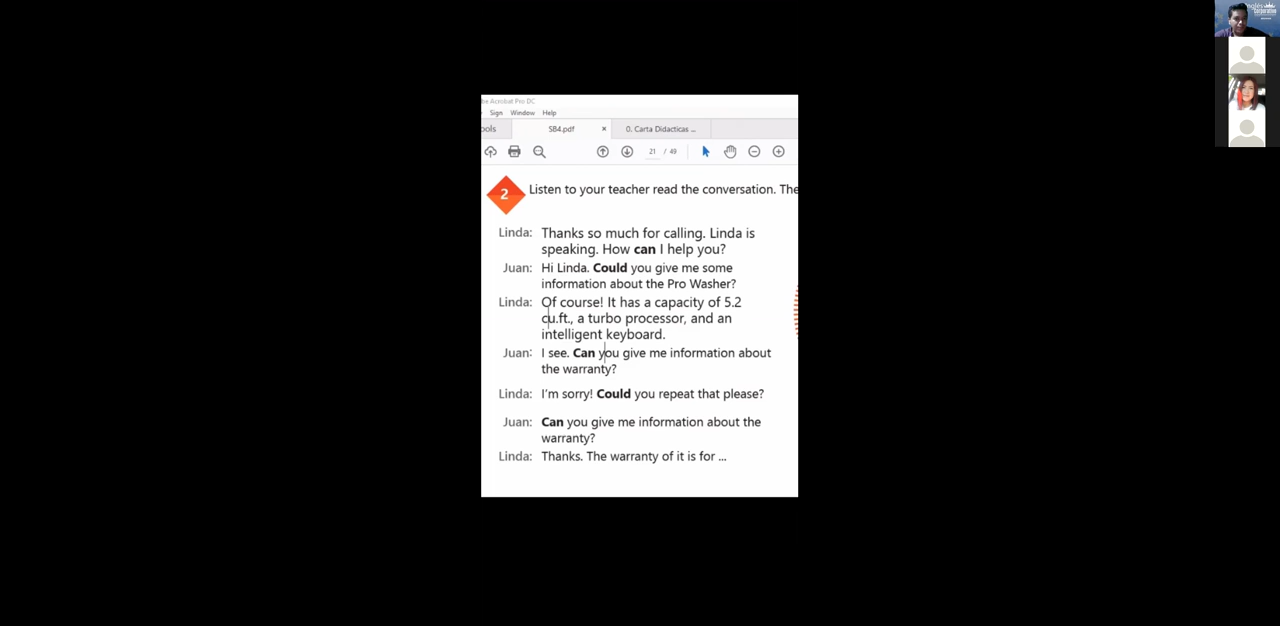 be Acrobat Pro DC
Sign Window Help
ools SB4.pdf × 0. Carta Didacticas ...
21 / 49
2 Listen to your teacher read the conversation. The
Linda: Thanks so much for calling. Linda is
speaking. How can I help you?
Juan: Hi Linda. Could you give me some
information about the Pro Washer?
Linda: Of course! It has a capacity of 5.2
cu.ft., a turbo processor, and an
intelligent keyboard.
Juan: I see. Can you give me information about
the warranty?
Linda: I'm sorry! Could you repeat that please?
Juan: Can you give me information about the
warranty?
Linda: Thanks. The warranty of it is for ...